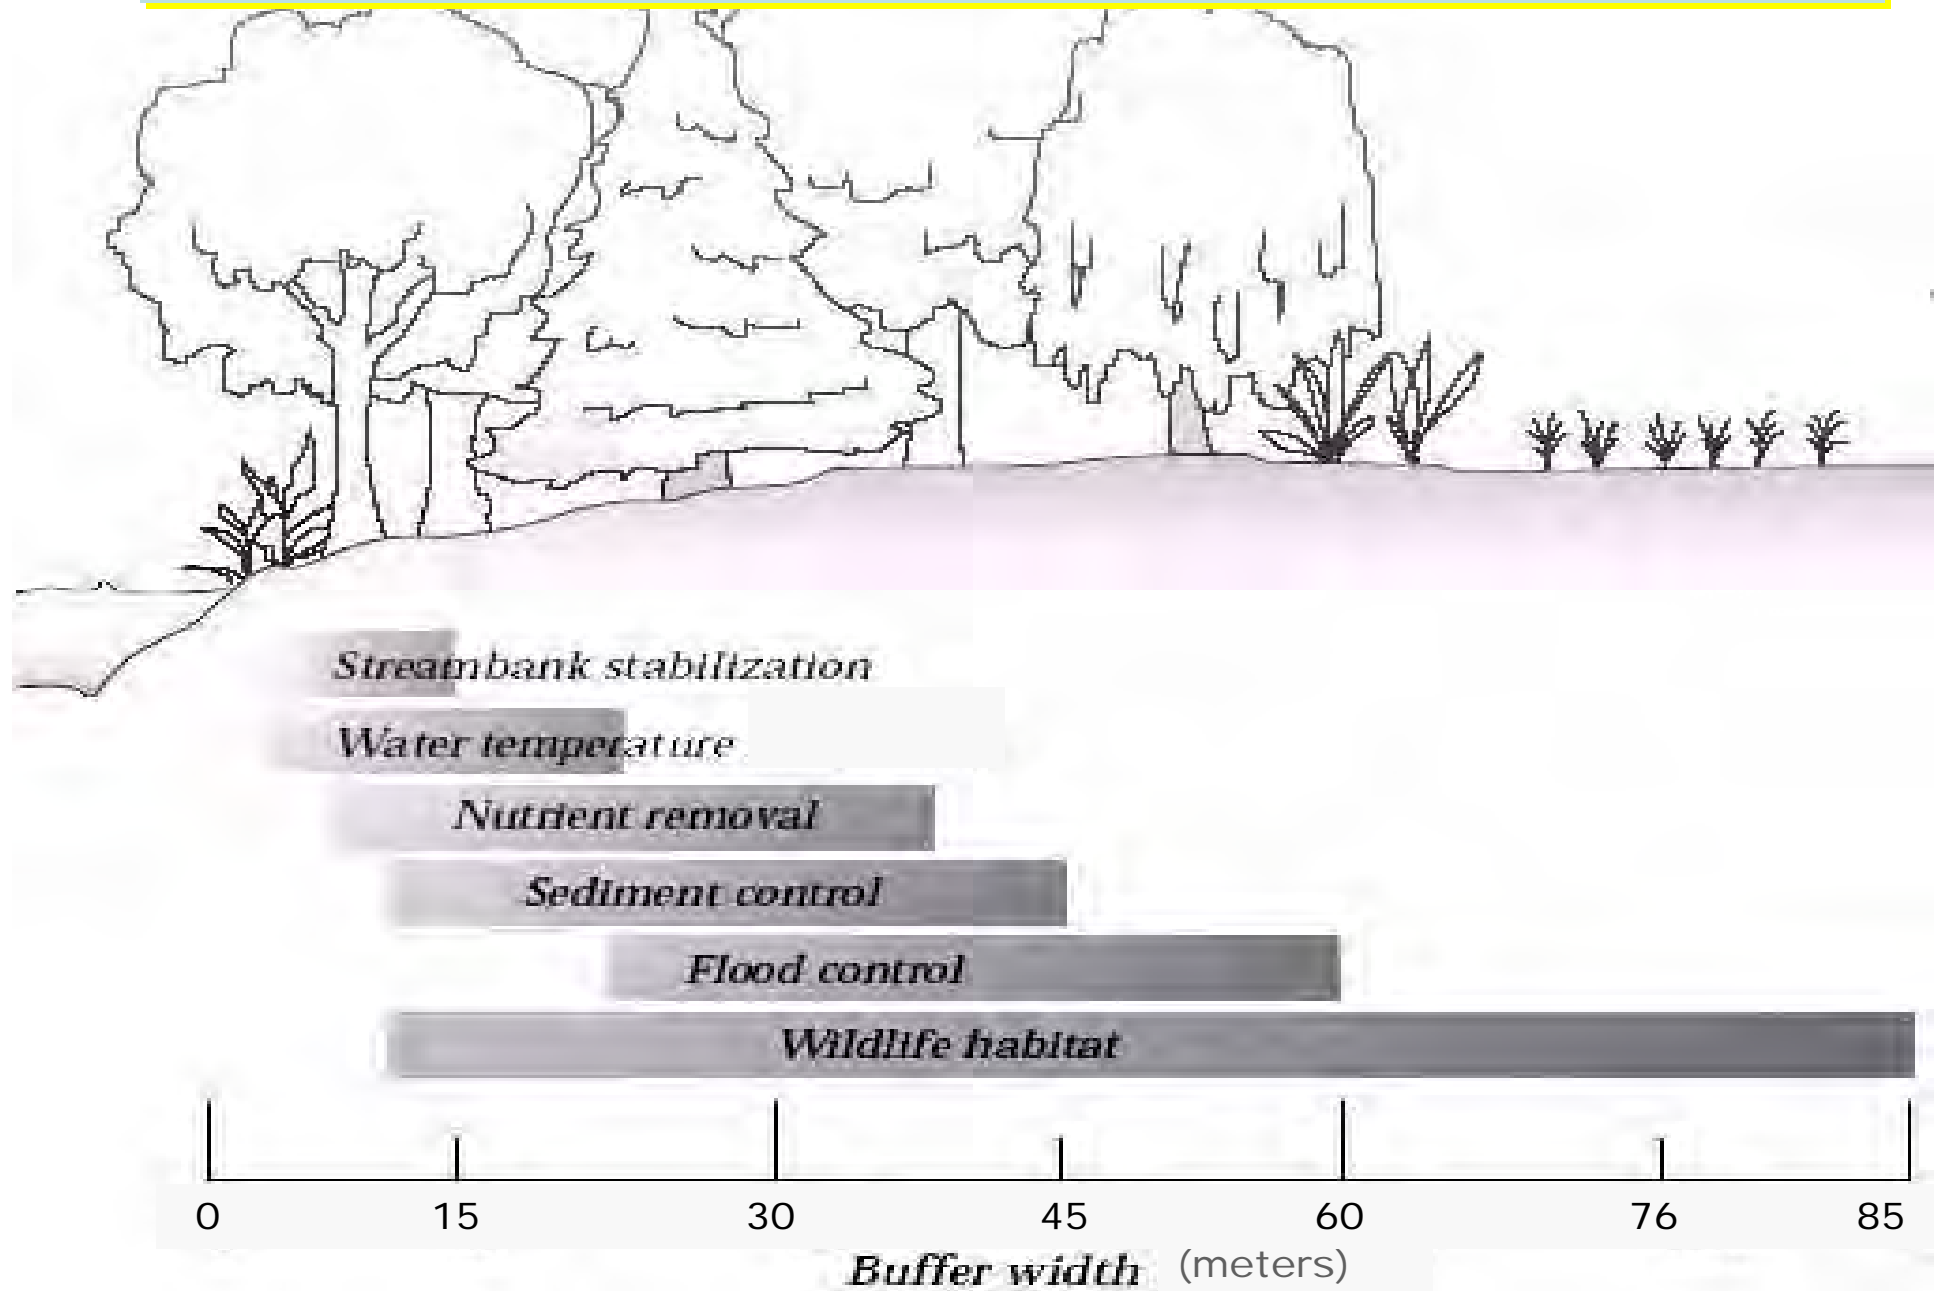 Streambank stabilization
Water temperature
Nutrient removal
Sediment control
Flood control
Wildlife habitat
0 15 30 45 60 76 85
Buffer width (meters)